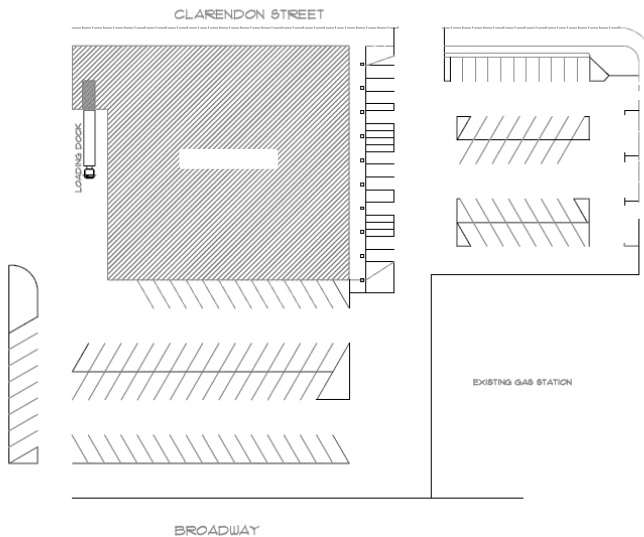 CLARENDON STREET
LOADING DOCK
EXISTING GAS STATION
BROADWAY